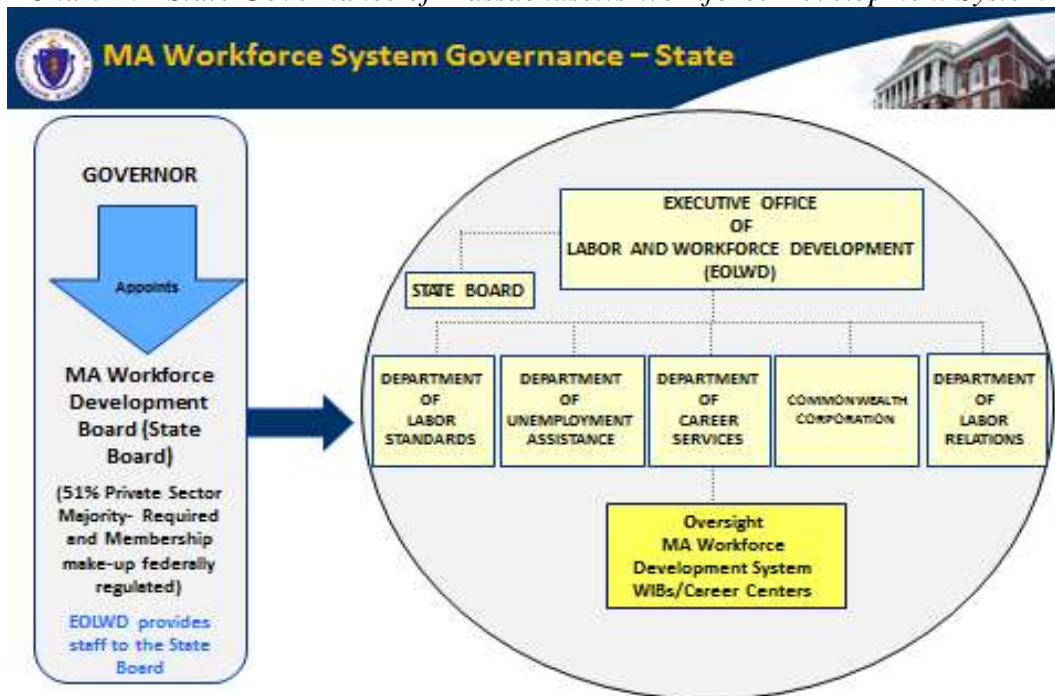 MA Workforce System Governance – State
GOVERNOR
Appoints
MA Workforce
Development
Board (State
Board)
(51% Private Sector
Majority- Required
and Membership
make-up federally
regulated)
EOLWD provides
staff to the State
Board
EXECUTIVE OFFICE
OF
LABOR AND WORKFORCE DEVELOPMENT
(EOLWD)
STATE BOARD
DEPARTMENT
OF
LABOR
STANDARDS
DEPARTMENT
OF
UNEMPLOYMENT
ASSISTANCE
DEPARTMENT
OF
CAREER
SERVICES
COMMONWEALTH
CORPORATION
DEPARTMENT
OF
LABOR
RELATIONS
Oversight
MA Workforce
Development System
WIBs/Career Centers